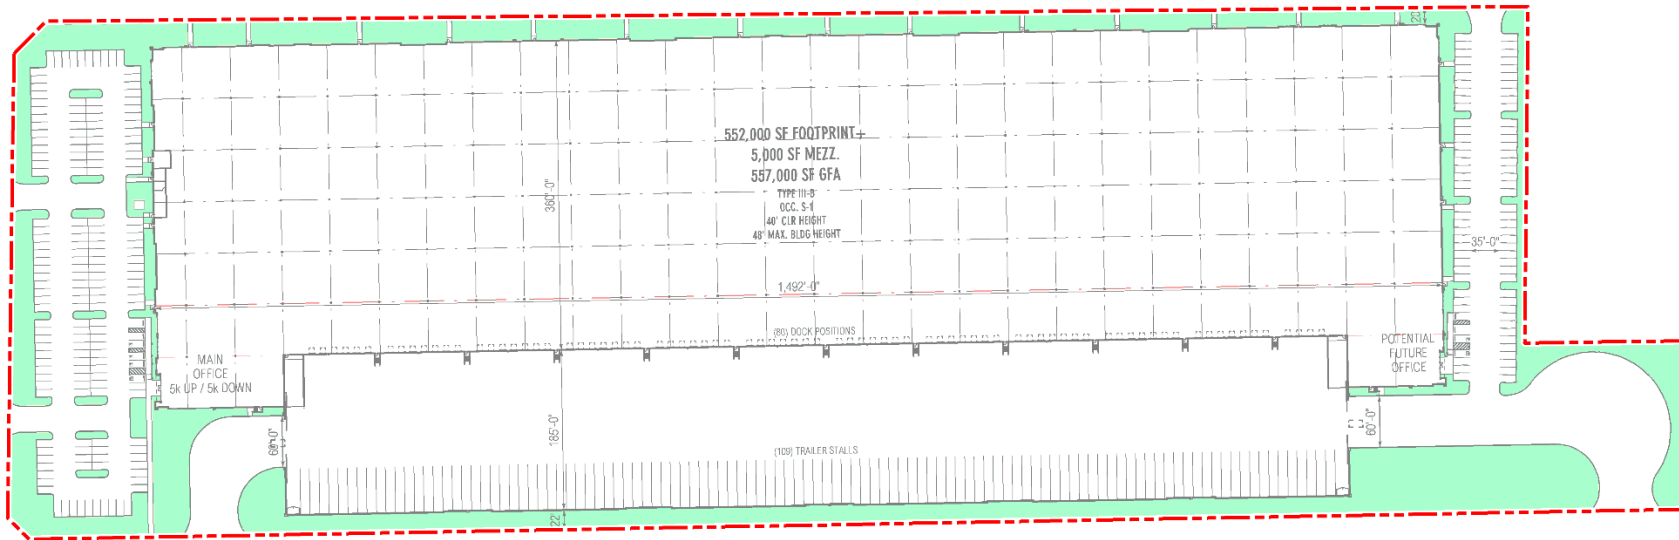 20'
552,000 SF FOOTPRINT+
5,000 SF MEZZ.
557,000 SF GFA
TYPE III-B
OCC. S-1
40' CLR HEIGHT
48' MAX. BLDG HEIGHT
360'-0"
35'-0"
1,492'-0"
(80) DOCK POSITIONS
MAIN
OFFICE
5k UP / 5k DOWN
POTENTIAL
FUTURE
OFFICE
60'-0"
185'-0"
60'-0"
(109) TRAILER STALLS
22'